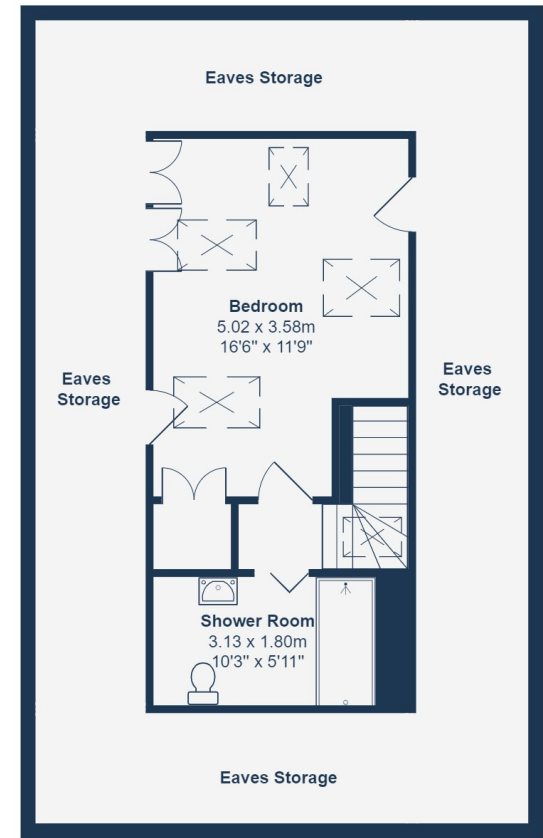 Eaves Storage
Bedroom
5.02 x 3.58m
16'6" x 11'9"
Eaves
Storage
Eaves
Storage
Shower Room
3.13 x 1.80m
10'3" x 5'11"
Eaves Storage